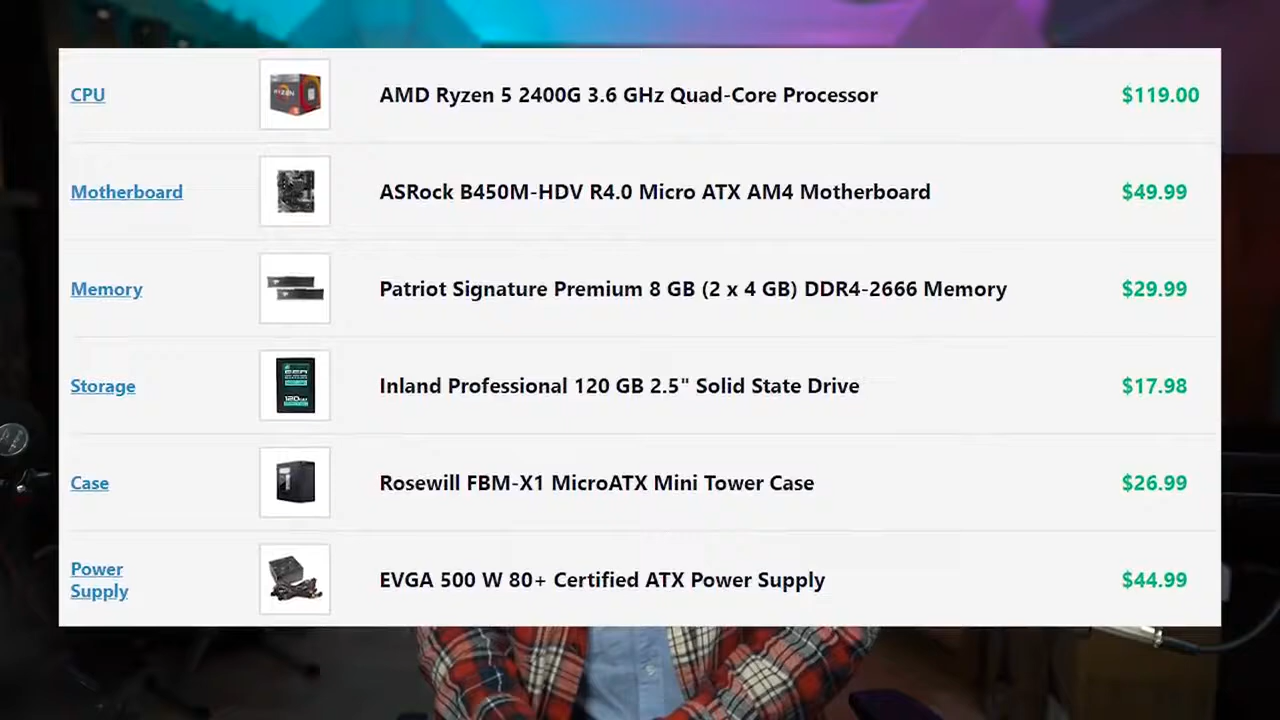 CPU
RYZEN
AMD Ryzen 5 2400G 3.6 GHz Quad-Core Processor
$119.00
Motherboard
ASRock B450M-HDV R4.0 Micro ATX AM4 Motherboard
$49.99
Memory
Patriot Signature Premium 8 GB (2 x 4 GB) DDR4-2666 Memory
$29.99
Storage
120
Inland Professional 120 GB 2.5" Solid State Drive
$17.98
Case
Rosewill FBM-X1 MicroATX Mini Tower Case
$26.99
Power
Supply
EVGA 500 W 80+ Certified ATX Power Supply
$44.99